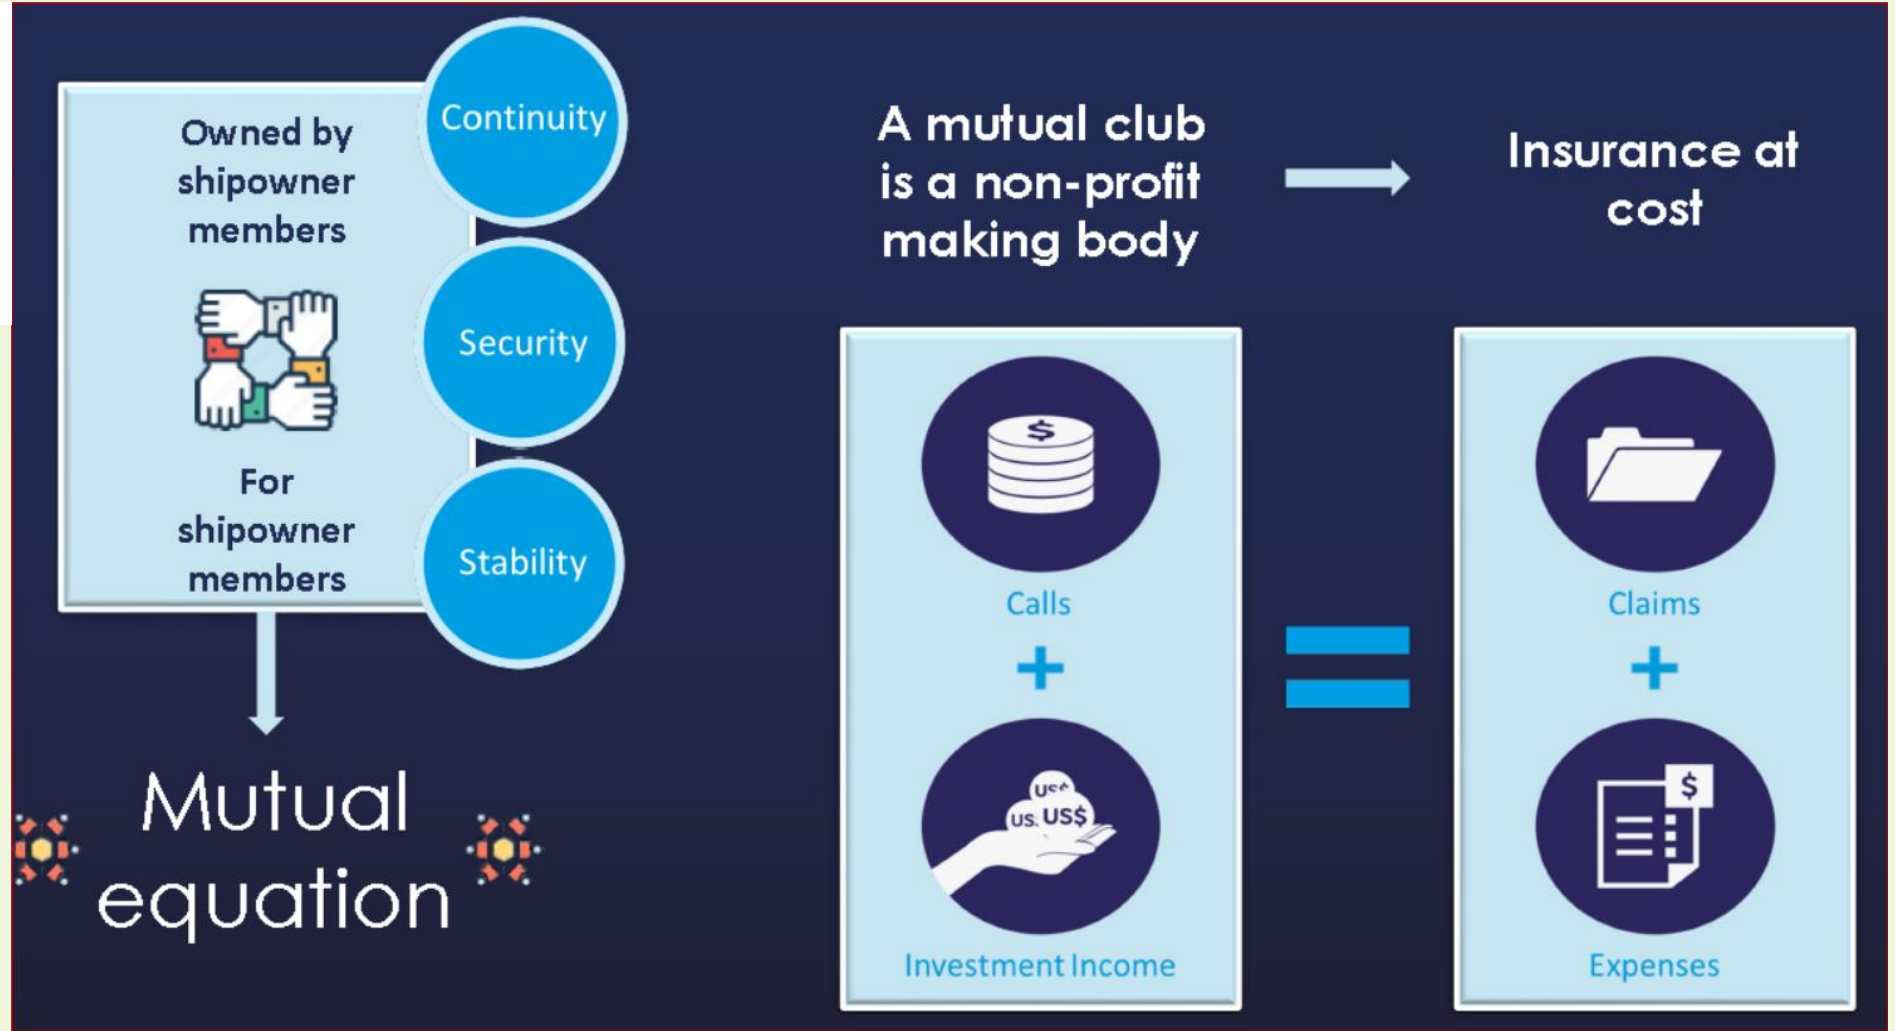 Owned by
shipowner
members
For
shipowner
members
Continuity
Security
Stability
Mutual
equation
A mutual club
is a non-profit
making body
Insurance at
cost
$
Calls
+
US$
US$
Investment Income
=
Claims
+
$
Expenses